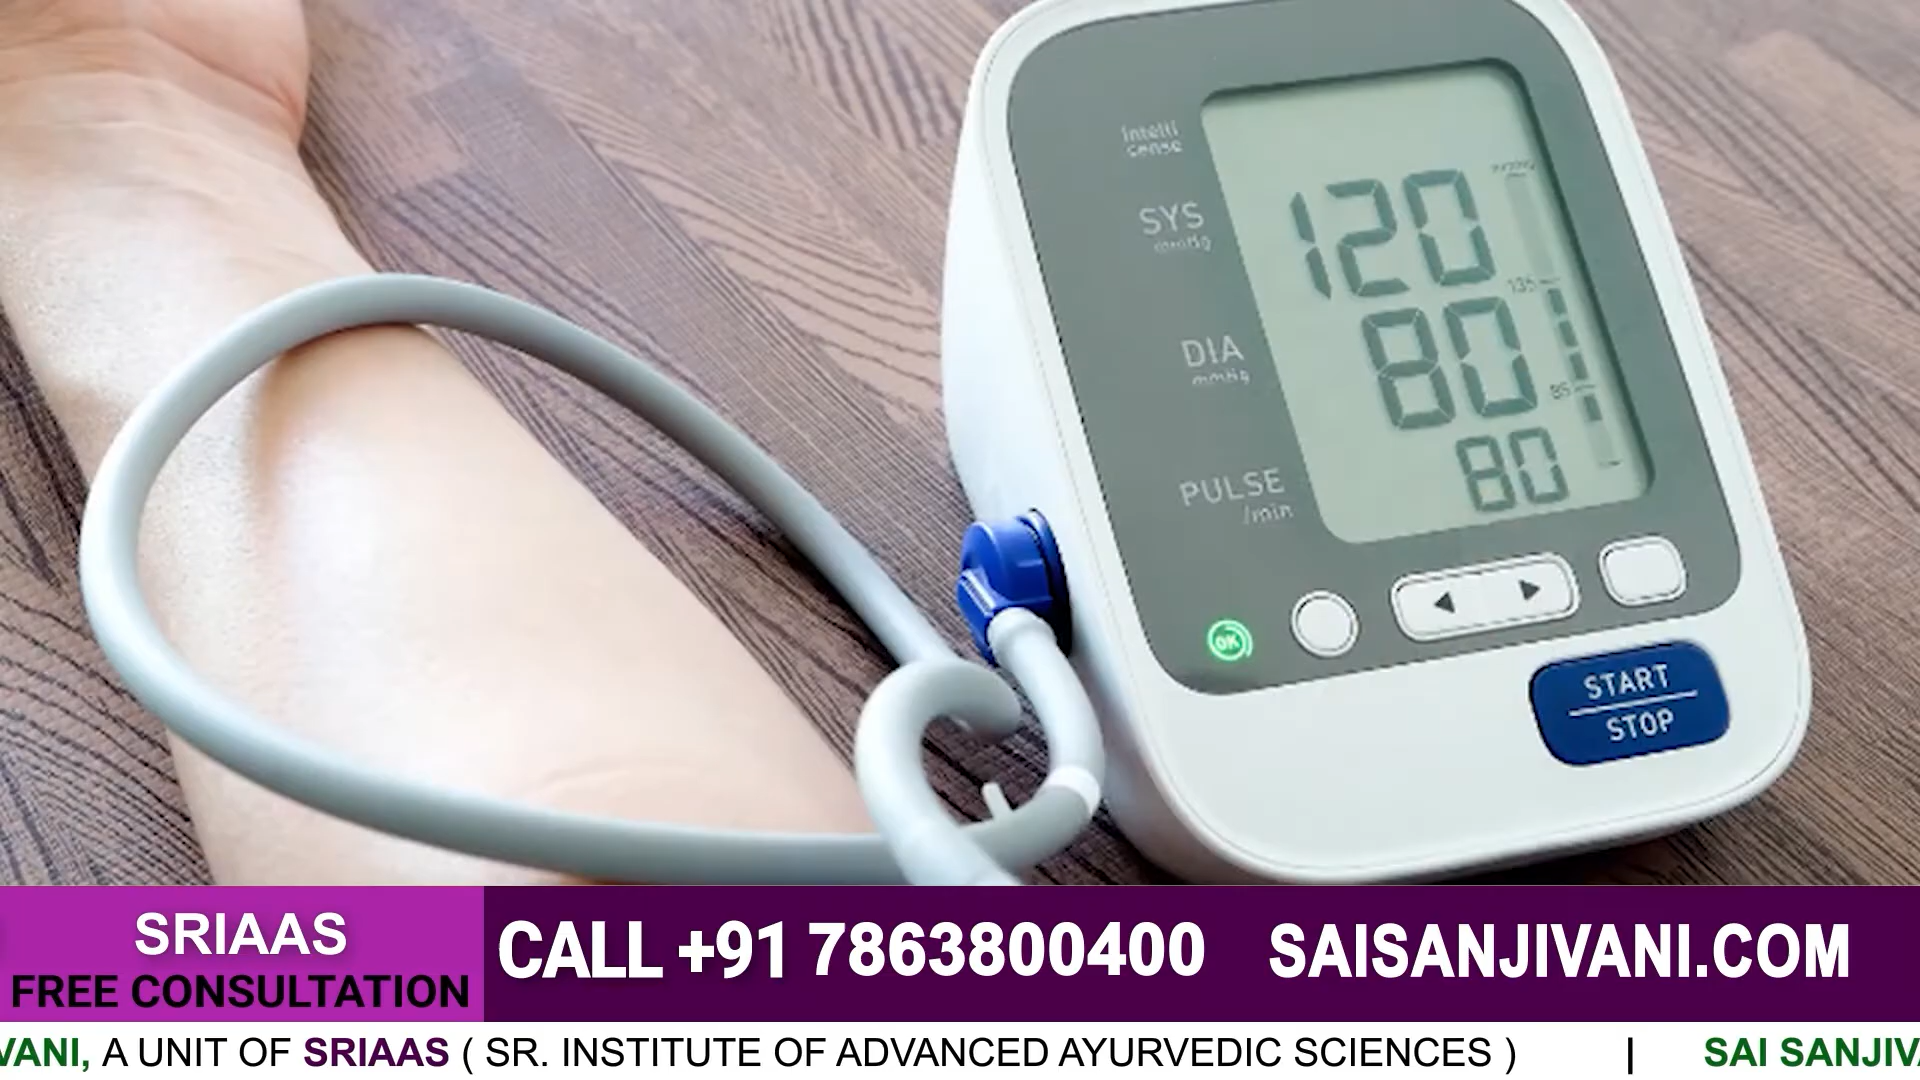 intelli
sense
SYS
mmHg
120
135
DIA
mmHg
80
85
PULSE
/min
80
OK
START
STOP
SRIAAS
FREE CONSULTATION
CALL +91 7863800400 SAISANJIVANI.COM
VANI, A UNIT OF SRIAAS ( SR. INSTITUTE OF ADVANCED AYURVEDIC SCIENCES ) | SAI SANJIV